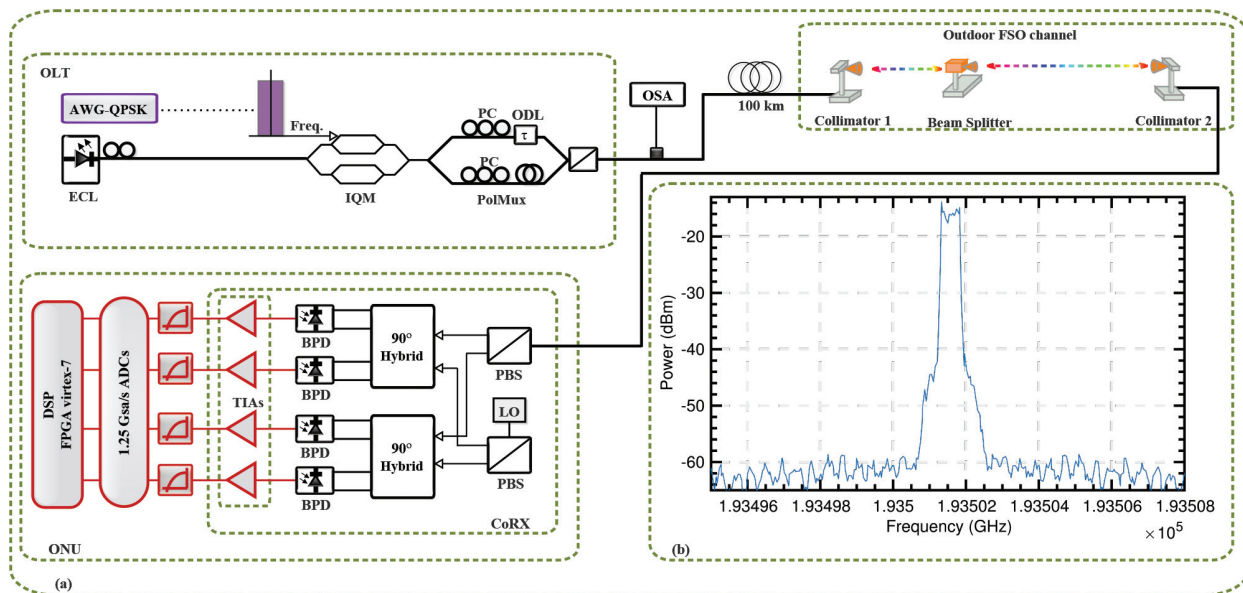 OLT
AWG-QPSK
Freq.
ECL
IQM
PC
ODL
τ
PC
PolMux
OSA
100 km
Outdoor FSO channel
Collimator 1
Beam Splitter
Collimator 2
DSP
FPGA virtex-7
1.25 Gsa/s ADCs
TIAs
BPD
BPD
BPD
BPD
90°
Hybrid
90°
Hybrid
PBS
LO
PBS
CoRX
ONU
(a)
Power (dBm)
-20
-30
-40
-50
-60
1.93496
1.93498
1.935
1.93502
1.93504
1.93506
1.93508
Frequency (GHz)
× 10⁵
(b)